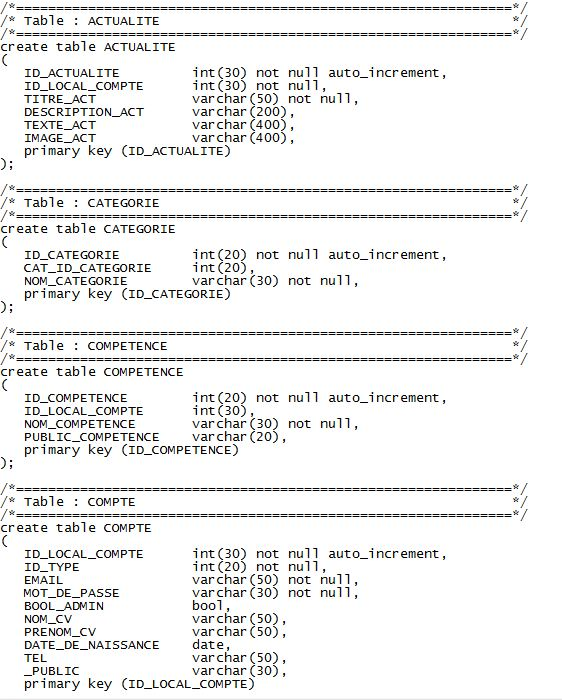 /*==============================================================*/
/* Table : ACTUALITE                                            */
/*==============================================================*/
create table ACTUALITE
(
   ID_ACTUALITE         int(30) not null auto_increment,
   ID_LOCAL_COMPTE      int(30) not null,
   TITRE_ACT            varchar(50) not null,
   DESCRIPTION_ACT      varchar(200),
   TEXTE_ACT            varchar(400),
   IMAGE_ACT            varchar(400),
   primary key (ID_ACTUALITE)
);

/*==============================================================*/
/* Table : CATEGORIE                                            */
/*==============================================================*/
create table CATEGORIE
(
   ID_CATEGORIE         int(20) not null auto_increment,
   CAT_ID_CATEGORIE     int(20),
   NOM_CATEGORIE        varchar(30) not null,
   primary key (ID_CATEGORIE)
);

/*==============================================================*/
/* Table : COMPETENCE                                           */
/*==============================================================*/
create table COMPETENCE
(
   ID_COMPETENCE        int(20) not null auto_increment,
   ID_LOCAL_COMPTE      int(30),
   NOM_COMPETENCE       varchar(30) not null,
   PUBLIC_COMPETENCE    varchar(20),
   primary key (ID_COMPETENCE)
);

/*==============================================================*/
/* Table : COMPTE                                               */
/*==============================================================*/
create table COMPTE
(
   ID_LOCAL_COMPTE      int(30) not null auto_increment,
   ID_TYPE              int(20) not null,
   EMAIL                varchar(50) not null,
   MOT_DE_PASSE         varchar(30) not null,
   BOOL_ADMIN           bool,
   NOM_CV               varchar(50),
   PRENOM_CV            varchar(50),
   DATE_DE_NAISSANCE    date,
   TEL                  varchar(50),
   _PUBLIC              varchar(30),
   primary key (ID_LOCAL_COMPTE)